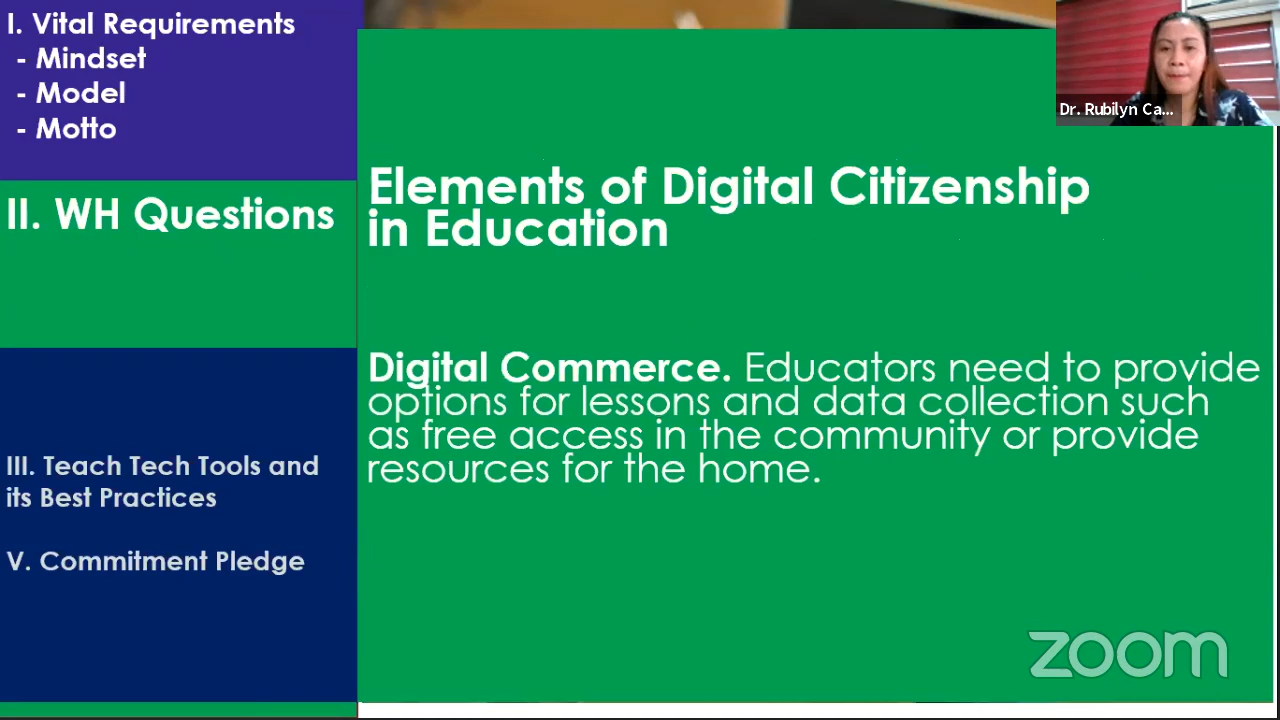 I. Vital Requirements
- Mindset
- Model
- Motto
II. WH Questions
III. Teach Tech Tools and
its Best Practices
V. Commitment Pledge
Elements of Digital Citizenship
in Education
Digital Commerce. Educators need to provide
options for lessons and data collection such
as free access in the community or provide
resources for the home.
Dr. Rubilyn Ca...
zoom